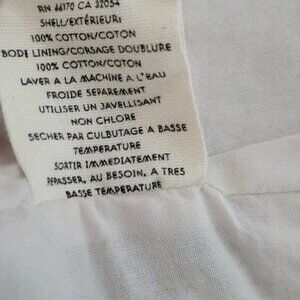 RN 66170 CA 32054
SHELL/EXTÉRIEUR:
100% COTTON/COTON
BODY LINING/CORSAGE DOUBLURE
100% COTTON/COTON
LAVER A LA MACHINE A L'EAU
FROIDE SEPAREMENT
UTILISER UN JAVELLISANT
NON CHLORE
SECHER PAR CULBUTAGE A BASSE
TEMPERATURE
SORTIR IMMEDIATEMENT
REPASSER, AU BESOIN, A TRES
BASSE TEMPERATURE